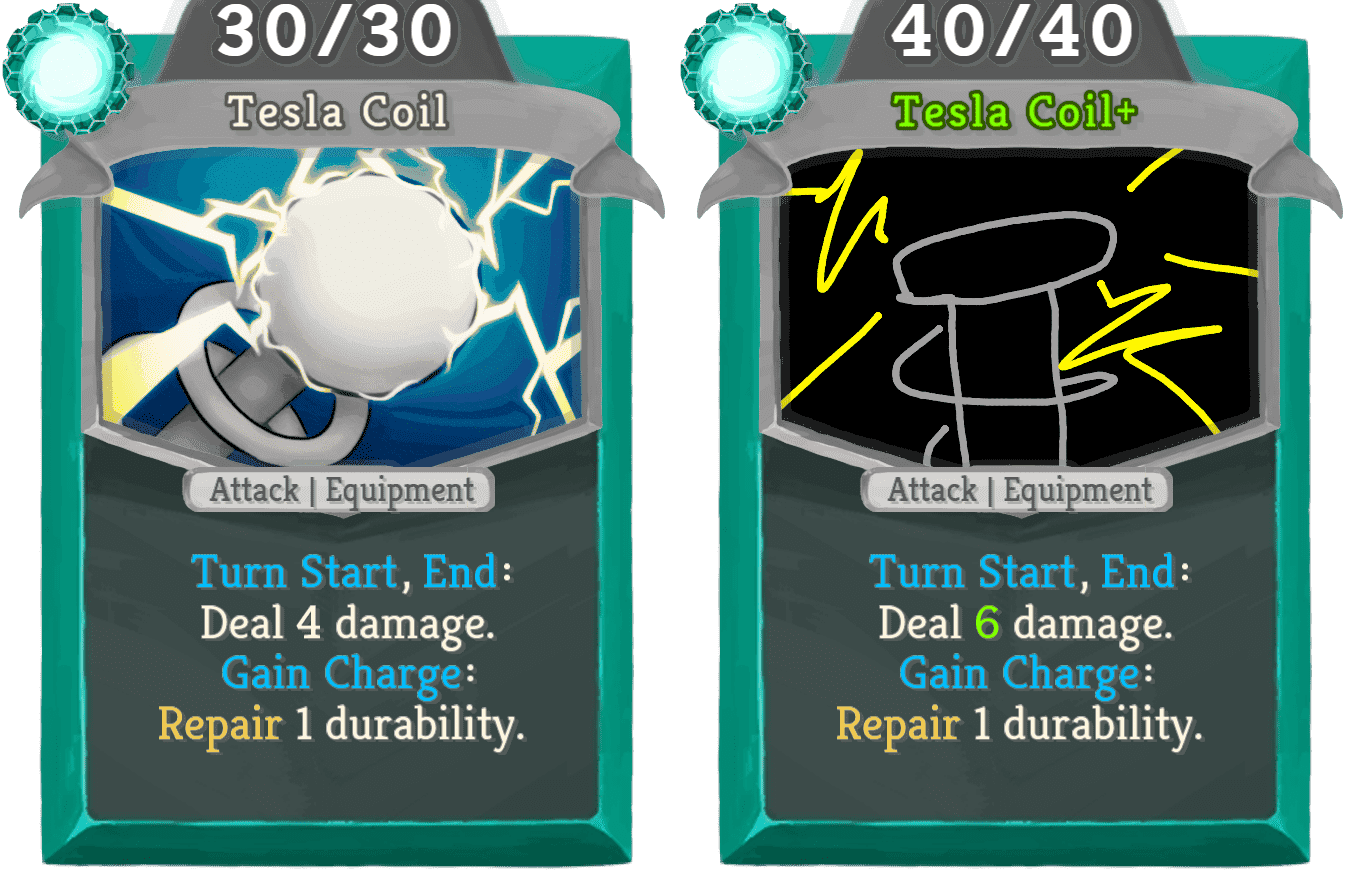 30/30
Tesla Coil
Attack | Equipment
Turn Start, End:
Deal 4 damage.
Gain Charge:
Repair 1 durability.
40/40
Tesla Coil+
Attack | Equipment
Turn Start, End:
Deal 6 damage.
Gain Charge:
Repair 1 durability.